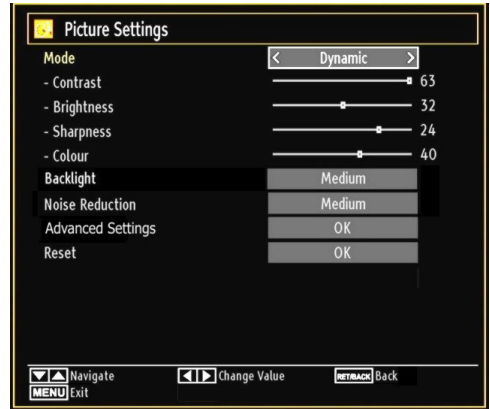 Picture Settings
Mode < Dynamic >
- Contrast 63
- Brightness 32
- Sharpness 24
- Colour 40
Backlight Medium
Noise Reduction Medium
Advanced Settings OK
Reset OK
Navigate Change Value RET/BACK Back
MENU Exit